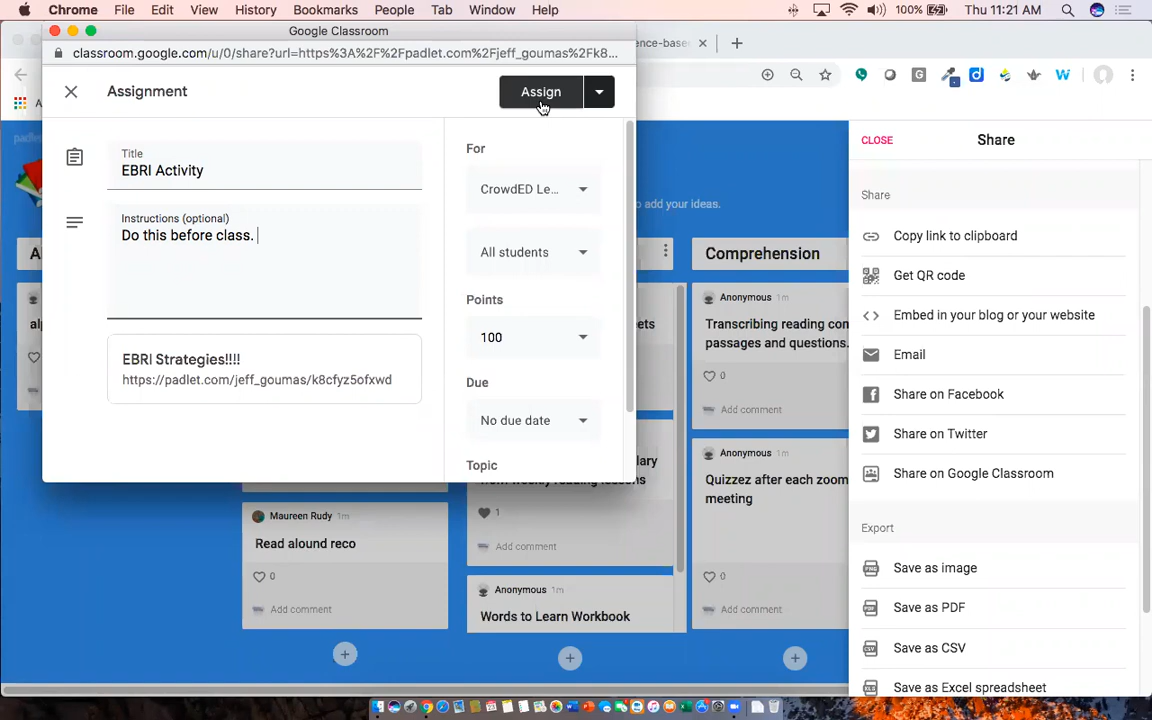 Chrome File Edit View History Bookmarks People Tab Window Help
100% Thu 11:21 AM
Google Classroom
classroom.google.com/u/0/share?url=https%3A%2F%2Fpadlet.com%2Fjeff_goumas%2Fk8...
ence-based-
Assignment
Assign
Title
EBRI Activity
Instructions (optional)
Do this before class.
EBRI Strategies!!!!
https://padlet.com/jeff_goumas/k8cfyz5ofxwd
For
CrowdED Le...
All students
Points
100
Due
No due date
Topic
o add your ideas.
Comprehension
Anonymous 1m
Transcribing reading con
passages and questions.
0
Add comment
Anonymous 1m
Quizzez after each zoom
meeting
0
Add comment
Maureen Rudy 1m
Read alound reco
0
Add comment
1
Add comment
Anonymous 1m
Words to Learn Workbook
CLOSE
Share
Share
Copy link to clipboard
Get QR code
Embed in your blog or your website
Email
Share on Facebook
Share on Twitter
Share on Google Classroom
Export
Save as image
Save as PDF
Save as CSV
Save as Excel spreadsheet